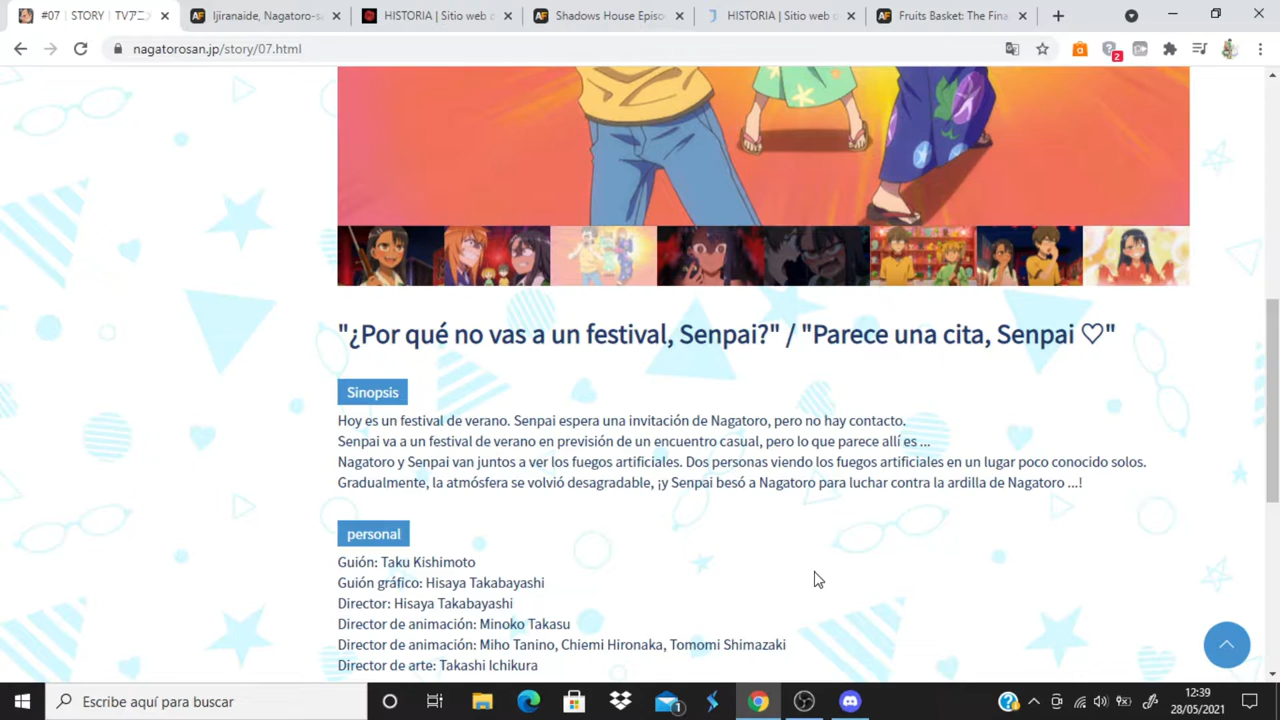 #07 | STORY | TVアニ
Ijiranaide, Nagatoro-s
HISTORIA | Sitio web
Shadows House Episo
HISTORIA | Sitio web
Fruits Basket: The Fina
nagatorosan.jp/story/07.html
2
"¿Por qué no vas a un festival, Senpai?" / "Parece una cita, Senpai ♡"
Sinopsis
Hoy es un festival de verano. Senpai espera una invitación de Nagatoro, pero no hay contacto.
Senpai va a un festival de verano en previsión de un encuentro casual, pero lo que parece allí es ...
Nagatoro y Senpai van juntos a ver los fuegos artificiales. Dos personas viendo los fuegos artificiales en un lugar poco conocido solos.
Gradualmente, la atmósfera se volvió desagradable, ¡y Senpai besó a Nagatoro para luchar contra la ardilla de Nagatoro ...!
personal
Guión: Taku Kishimoto
Guión gráfico: Hisaya Takabayashi
Director: Hisaya Takabayashi
Director de animación: Minoko Takasu
Director de animación: Miho Tanino, Chiemi Hironaka, Tomomi Shimazaki
Director de arte: Takashi Ichikura
Escribe aquí para buscar
1
12:39
28/05/2021